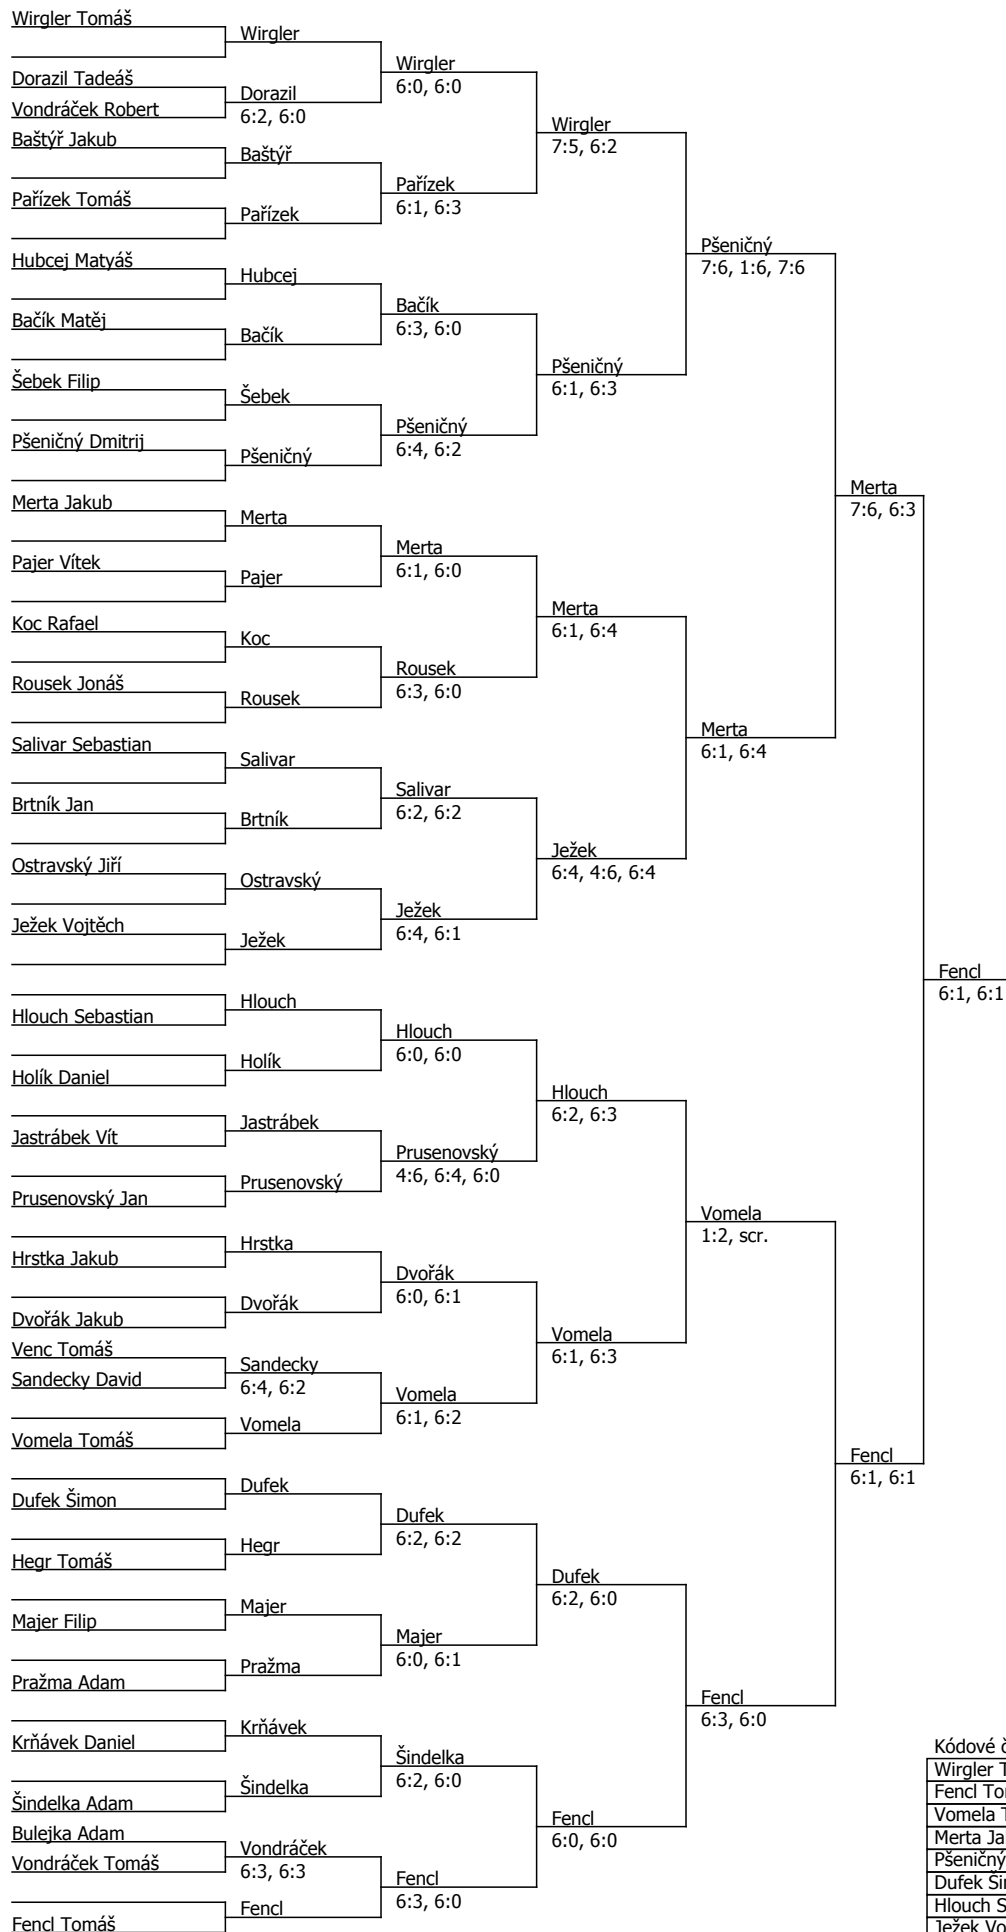 Wirgler Tomáš
Dorazil Tadeáš
Vondráček Robert
Baštýř Jakub
Pařízek Tomáš
Hubcej Matyáš
Bačík Matěj
Šebek Filip
Pšeničný Dmitrij
Merta Jakub
Pajer Vítek
Koc Rafael
Rousek Jonáš
Salivar Sebastian
Brtník Jan
Ostravský Jiří
Ježek Vojtěch
Hlouch Sebastian
Holík Daniel
Jastrábek Vít
Prusenovský Jan
Hrstka Jakub
Dvořák Jakub
Venc Tomáš
Sandecky David
Vomela Tomáš
Dufek Šimon
Hegr Tomáš
Majer Filip
Pražma Adam
Krňávek Daniel
Šindelka Adam
Bulejka Adam
Vondráček Tomáš
Fencl Tomáš
Wirgler
Dorazil
6:2, 6:0
Baštýř
Pařízek
Hubcej
Bačík
Šebek
Pšeničný
Merta
Pajer
Koc
Rousek
Salivar
Brtník
Ostravský
Ježek
Hlouch
Holík
Jastrábek
Prusenovský
Hrstka
Dvořák
Sandecky
6:4, 6:2
Vomela
Dufek
Hegr
Majer
Pražma
Krňávek
Šindelka
Vondráček
6:3, 6:3
Fencl
Wirgler
6:0, 6:0
Pařízek
6:1, 6:3
Bačík
6:3, 6:0
Pšeničný
6:4, 6:2
Merta
6:1, 6:0
Rousek
6:3, 6:0
Salivar
6:2, 6:2
Ježek
6:4, 6:1
Hlouch
6:0, 6:0
Prusenovský
4:6, 6:4, 6:0
Dvořák
6:0, 6:1
Vomela
6:1, 6:2
Dufek
6:2, 6:2
Majer
6:0, 6:1
Šindelka
6:2, 6:0
Fencl
6:3, 6:0
Wirgler
7:5, 6:2
Pšeničný
6:1, 6:3
Merta
6:1, 6:4
Ježek
6:4, 4:6, 6:4
Hlouch
6:2, 6:3
Vomela
6:1, 6:3
Dufek
6:2, 6:0
Fencl
6:0, 6:0
Pšeničný
7:6, 1:6, 7:6
Merta
6:1, 6:4
Vomela
1:2, scr.
Fencl
6:3, 6:0
Merta
7:6, 6:3
Fencl
6:1, 6:1
Fencl
6:1, 6:1
Kódové č
Wirgler T
Fencl To
Vomela T
Merta Ja
Pšeničný
Dufek Ši
Hlouch S
Ježek Vo